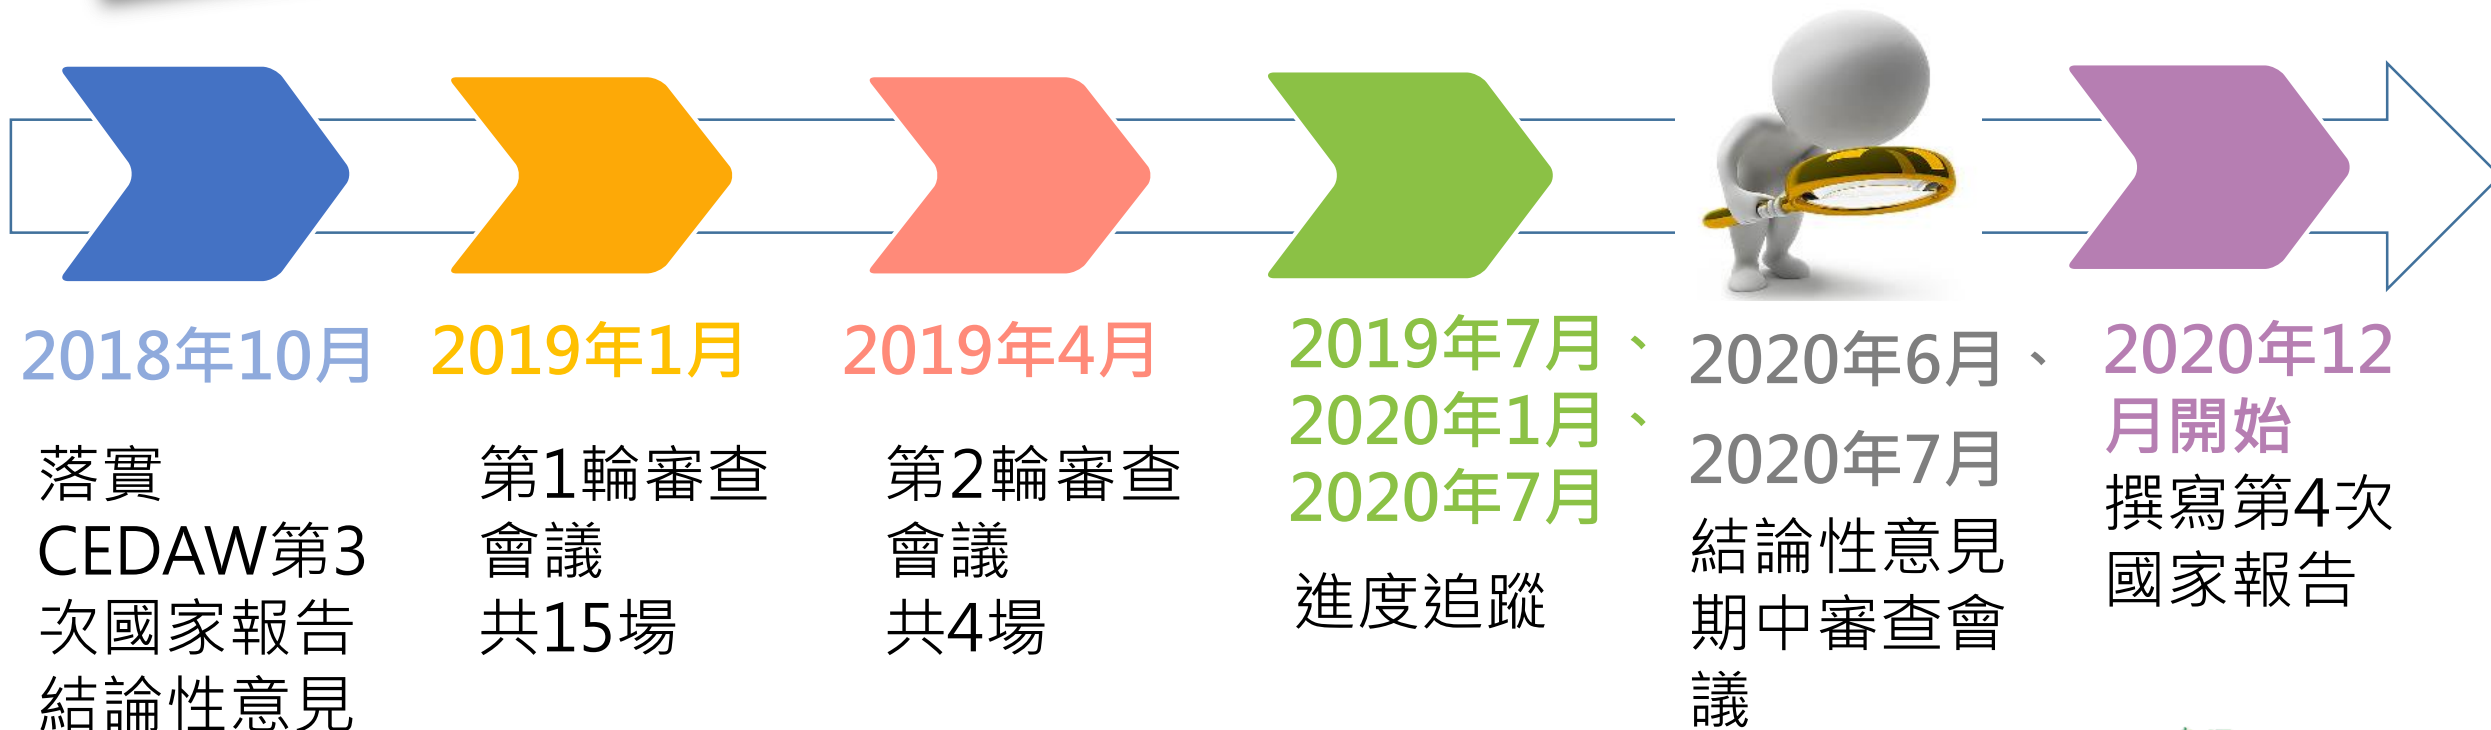 2018年10月
落實
CEDAW第3
次國家報告
結論性意見
2019年1月
第1輪審查
會議
共15場
2019年4月
第2輪審查
會議
共4場
2019年7月、
2020年1月、
2020年7月
進度追蹤
2020年6月、
2020年7月
結論性意見
期中審查會
議
2020年12
月開始
撰寫第4次
國家報告